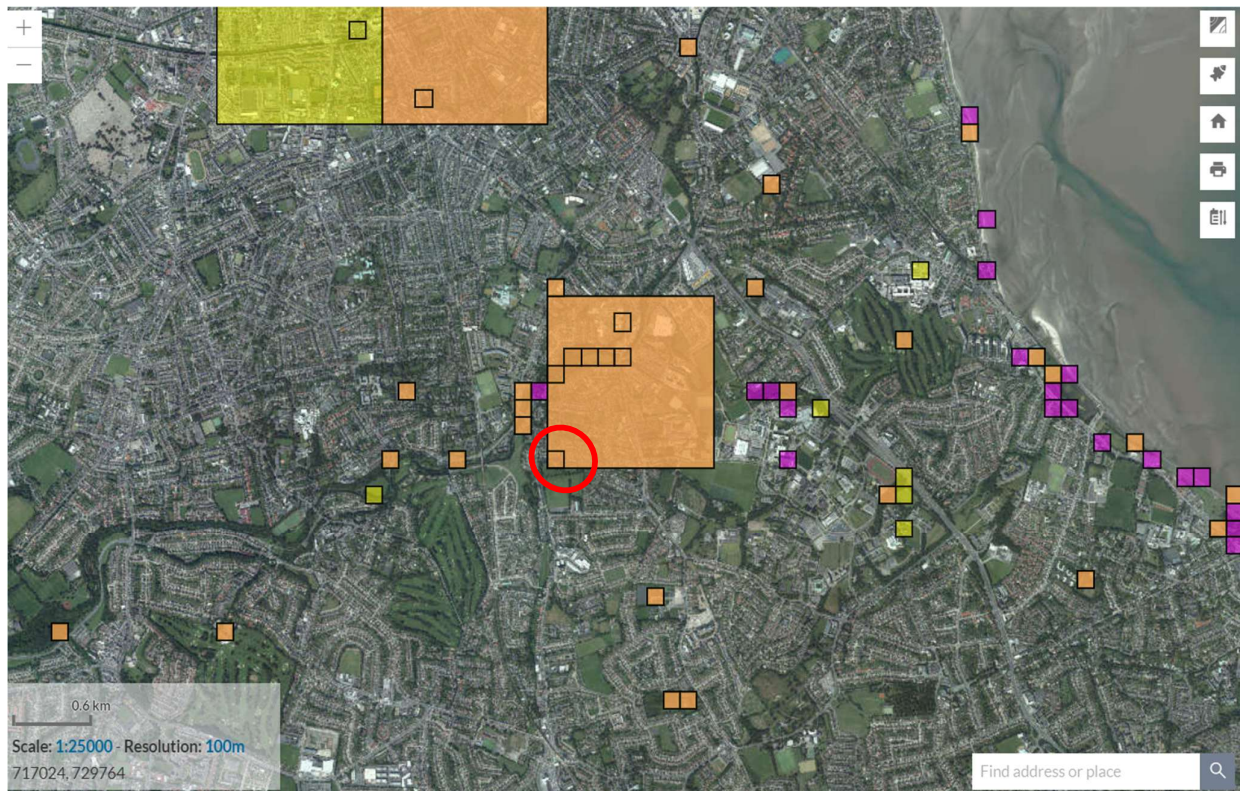 +
−
0.6 km
Scale: 1:25000 - Resolution: 100m
717024, 729764
Find address or place